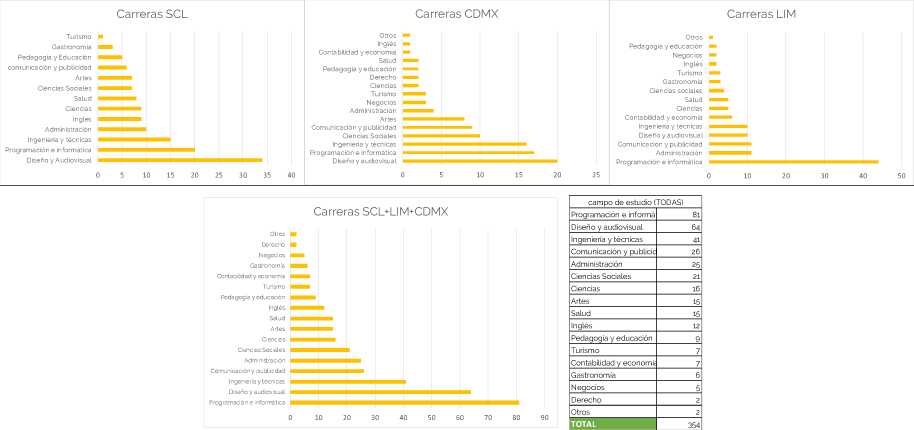 Carreras SCL
Turismo
Gastronomía
Pedagogía y Educación
comunicación y publicidad
Artes
Ciencias Sociales
Salud
Ciencias
inglés
Administración
Ingeniería y técnicas
Programación e informática
Diseño y Audiovisual
0 5 10 15 20 25 30 35 40
Carreras CDMX
Otros
Inglés
Contabilidad y economía
Salud
Pedagogía y educación
Derecho
Ciencias
Turismo
Negocios
Administración
Artes
Comunicación y publicidad
Ciencias Sociales
Ingeniería y técnicas
Programación e informática
Diseño y audiovisual
0 5 10 15 20 25
Carreras LIM
Otros
Pedagogía y educación
Negocios
Inglés
Turismo
Gastronomía
Ciencias sociales
Salud
Ciencias
Contabilidad y economía
Ingeniería y técnicas
Diseño y audiovisual
Comunicación y publicidad
Administración
Programación e informática
0 10 20 30 40 50
Carreras SCL+LIM+CDMX
Otros
Derecho
Negocios
Gastronomía
Contabilidad y economía
Turismo
Pedagogía y educación
Inglés
Salud
Artes
Ciencias
Ciencias Sociales
Administración
Comunicación y publicidad
Ingeniería y técnicas
Diseño y audiovisual
Programación e informática
0 10 20 30 40 50 60 70 80 90
campo de estudio (TODAS)
Programación e informá 81
Diseño y audiovisual 64
Ingeniería y técnicas 41
Comunicación y publicid 26
Administración 25
Ciencias Sociales 21
Ciencias 16
Artes 15
Salud 15
Inglés 12
Pedagogía y educación 9
Turismo 7
Contabilidad y economía 7
Gastronomía 6
Negocios 5
Derecho 2
Otros 2
TOTAL 354